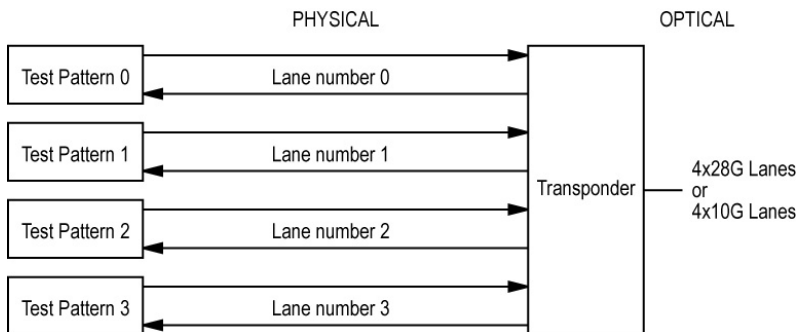 PHYSICAL
OPTICAL
Test Pattern 0
Lane number 0
Test Pattern 1
Lane number 1
Transponder
4x28G Lanes
or
4x10G Lanes
Test Pattern 2
Lane number 2
Test Pattern 3
Lane number 3